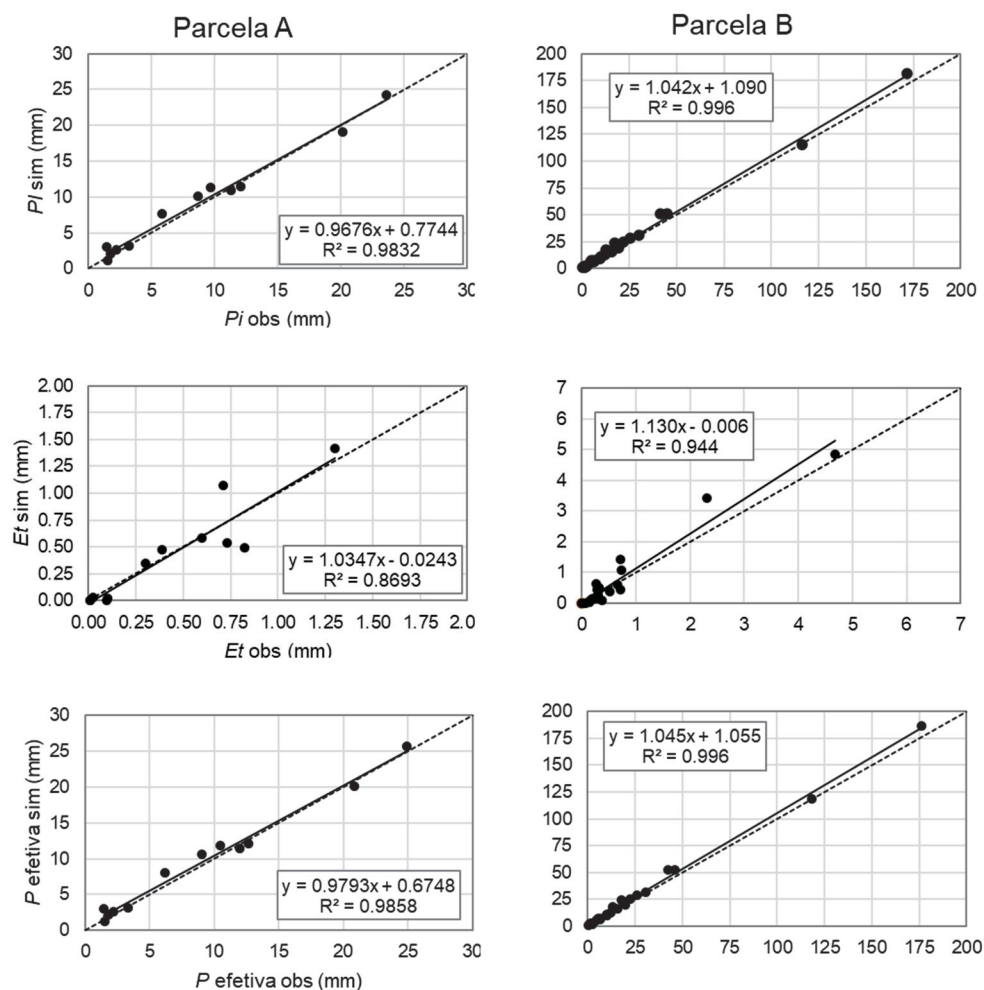 Parcela A
30
25
20
15
10
5
0
PI sim (mm)
y = 0.9676x + 0.7744
R² = 0.9832
0 5 10 15 20 25 30
Pi obs (mm)
Parcela B
200
175
150
125
100
75
50
25
0
y = 1.042x + 1.090
R² = 0.996
0 25 50 75 100 125 150 175 200
2.00
1.75
1.50
1.25
1.00
0.75
0.50
0.25
0.00
Et sim (mm)
y = 1.0347x - 0.0243
R² = 0.8693
0.00 0.25 0.50 0.75 1.00 1.25 1.50 1.75 2.0
Et obs (mm)
7
6
5
4
3
2
1
0
y = 1.130x - 0.006
R² = 0.944
0 1 2 3 4 5 6 7
30
25
20
15
10
5
0
P efetiva sim (mm)
y = 0.9793x + 0.6748
R² = 0.9858
0 5 10 15 20 25 30
P efetiva obs (mm)
200
175
150
125
100
75
50
25
0
y = 1.045x + 1.055
R² = 0.996
0 25 50 75 100 125 150 175 200